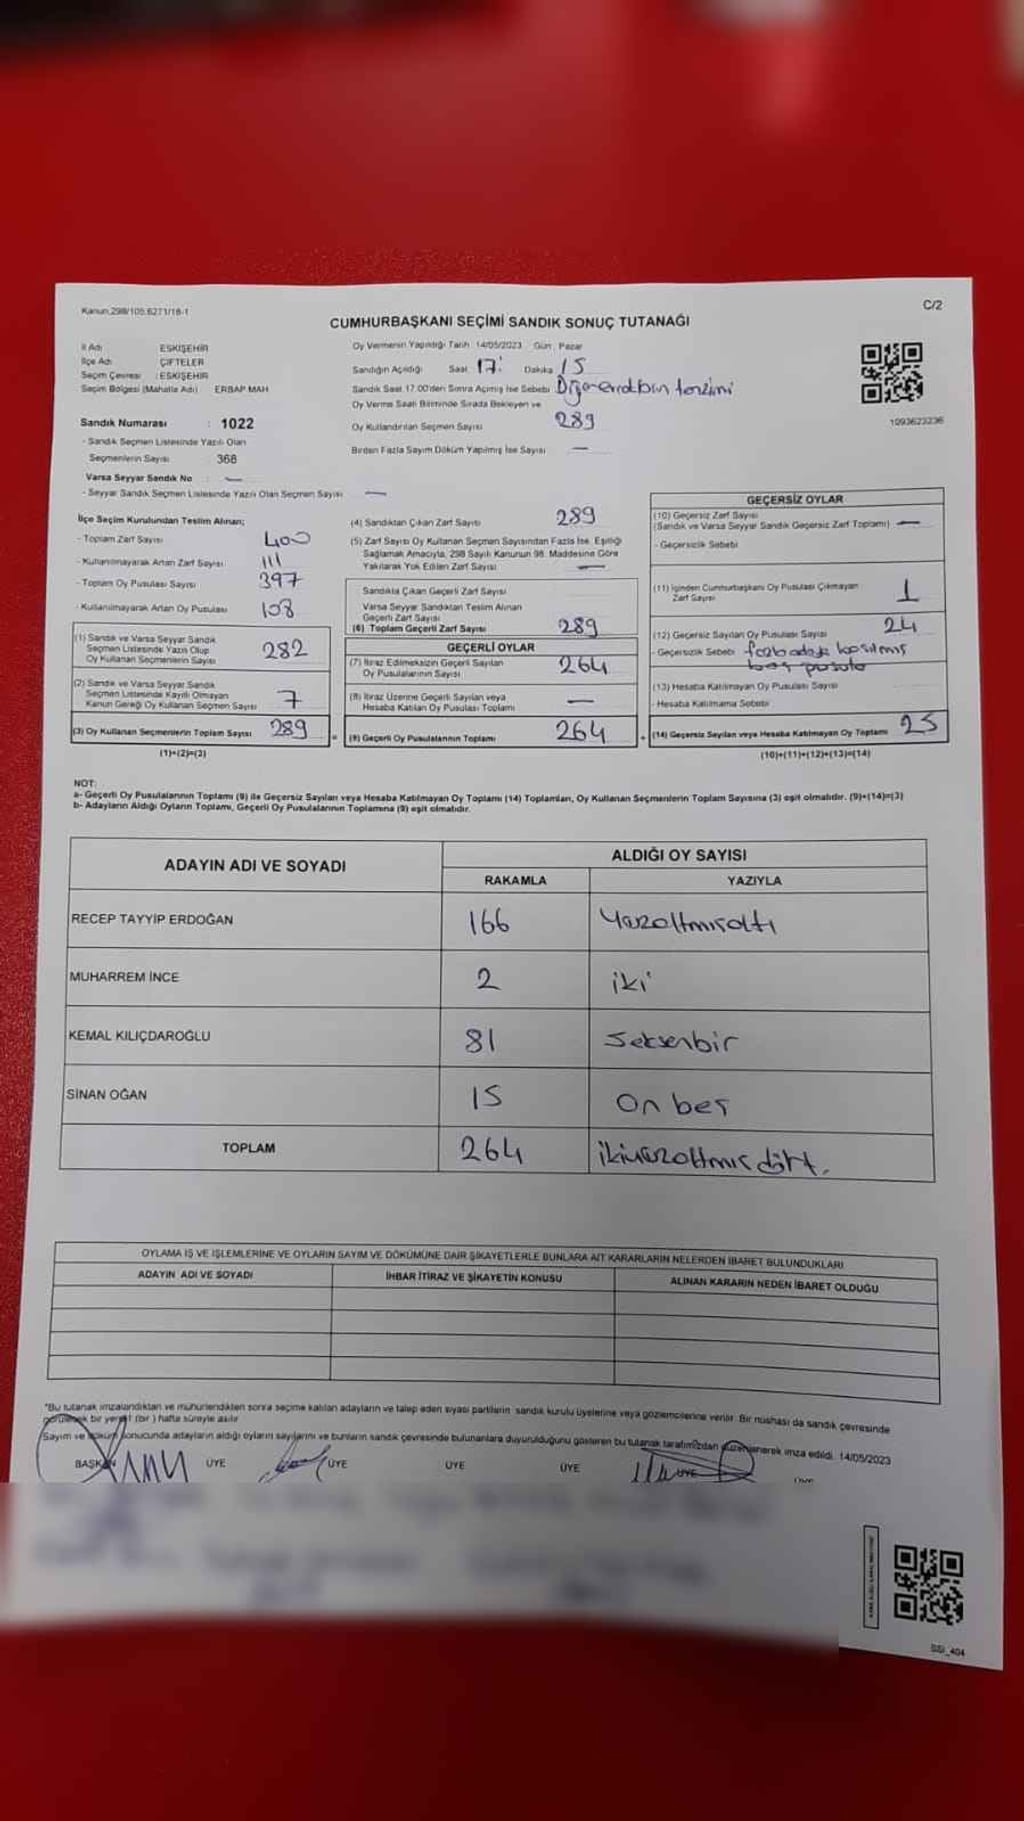 Kanun.298/105.6271/18-1
C/2
CUMHURBAŞKANI SEÇİMİ SANDIK SONUÇ TUTANAĞI
İl Adı : ESKİŞEHİR
İlçe Adı : ÇİFTELER
Seçim Çevresi : ESKİŞEHİR
Seçim Bölgesi (Mahalle Adı) ERBAP MAH
Sandık Numarası : 1022
- Sandık Seçmen Listesinde Yazılı Olan
Seçmenlerin Sayısı 368
Varsa Seyyar Sandık No : —
- Seyyar Sandık Seçmen Listesinde Yazılı Olan Seçmen Sayısı —
Oy Vermenin Yapıldığı Tarih 14/05/2023 Gün : Pazar
Sandığın Açıldığı Saat 17: Dakika 15
Sandık Saat 17.00'den Sonra Açımış İse Sebebi
Oy Verme Saati Bitiminde Sırada Bekleyen ve
Oy Kullandırılan Seçmen Sayısı 289
Birden Fazla Sayım Döküm Yapılmış İse Sayısı —
1093623236
İlçe Seçim Kurulundan Teslim Alınan;
- Toplam Zarf Sayısı 400
- Kullanılmayarak Artan Zarf Sayısı 111
- Toplam Oy Pusulası Sayısı 397
- Kullanılmayarak Artan Oy Pusulası 108
(1) Sandık ve Varsa Seyyar Sandık
Seçmen Listesinde Yazılı Olup
Oy Kullanan Seçmenlerin Sayısı 282
(2) Sandık ve Varsa Seyyar Sandık
Seçmen Listesinde Kayıtlı Olmayan
Kanun Gereği Oy Kullanan Seçmen Sayısı 7
(3) Oy Kullanan Seçmenlerin Toplam Sayısı 289
(1)+(2)=(3)
(4) Sandıktan Çıkan Zarf Sayısı 289
(5) Zarf Sayısı Oy Kullanan Seçmen Sayısından Fazla İse, Eşitliği
Sağlamak Amacıyla, 298 Sayılı Kanunun 98. Maddesine Göre
Yakılarak Yok Edilen Zarf Sayısı —
Sandıkta Çıkan Geçerli Zarf Sayısı
Varsa Seyyar Sandıktan Teslim Alınan
Geçerli Zarf Sayısı
(6) Toplam Geçerli Zarf Sayısı 289
GEÇERLİ OYLAR
(7) İtiraz Edilmeksizin Geçerli Sayılan
Oy Pusulalarının Sayısı 264
(8) İtiraz Üzerine Geçerli Sayılan veya
Hesaba Katılan Oy Pusulası Toplamı —
= (9) Geçerli Oy Pusulalarının Toplamı 264
GEÇERSİZ OYLAR
(10) Geçersiz Zarf Sayısı
(Sandık ve Varsa Seyyar Sandık Geçersiz Zarf Toplamı) —
- Geçersizlik Sebebi
(11) İçinden Cumhurbaşkanı Oy Pusulası Çıkmayan
Zarf Sayısı 1
(12) Geçersiz Sayılan Oy Pusulası Sayısı 24
- Geçersizlik Sebebi fazla adaya basılmış
boş pusula
(13) Hesaba Katılmayan Oy Pusulası Sayısı
- Hesaba Katılmama Sebebi
+ (14) Geçersiz Sayılan veya Hesaba Katılmayan Oy Toplamı 25
(10)+(11)+(12)+(13)=(14)
NOT:
a- Geçerli Oy Pusulalarının Toplamı (9) ile Geçersiz Sayılan veya Hesaba Katılmayan Oy Toplamı (14) Toplamları, Oy Kullanan Seçmenlerin Toplam Sayısına (3) eşit olmalıdır. (9)+(14)=(3)
b- Adayların Aldığı Oyların Toplamı, Geçerli Oy Pusulalarının Toplamına (9) eşit olmalıdır.
ADAYIN ADI VE SOYADI
ALDIĞI OY SAYISI
RAKAMLA YAZIYLA
RECEP TAYYİP ERDOĞAN 166 Yüzaltmışaltı
MUHARREM İNCE 2 iki
KEMAL KILIÇDAROĞLU 81 Seksenbir
SİNAN OĞAN 15 On beş
TOPLAM 264 ikiyüzaltmış dört.
OYLAMA İŞ VE İŞLEMLERİNE VE OYLARIN SAYIM VE DÖKÜMÜNE DAİR ŞİKAYETLERLE BUNLARA AİT KARARLARIN NELERDEN İBARET BULUNDUKLARI
ADAYIN ADI VE SOYADI İHBAR İTİRAZ VE ŞİKAYETİN KONUSU ALINAN KARARIN NEDEN İBARET OLDUĞU
"Bu tutanak imzalandıktan ve mühürlendikten sonra seçime katılan adayların ve talep eden siyasi partilerin sandık kurulu üyelerine veya gözlemcilerine verilir. Bir nüshası da sandık çevresinde
görülecek bir yere 1 (bir ) hafta süreyle asılır
Sayım ve döküm sonucunda adayların aldığı oyların sayılarını ve bunların sandık çevresinde bulunanlara duyurulduğunu gösteren bu tutanak tarafımızdan düzenlenerek imza edildi. 14/05/2023
BAŞKAN ÜYE ÜYE ÜYE ÜYE ÜYE ÜYE
SSİ_404